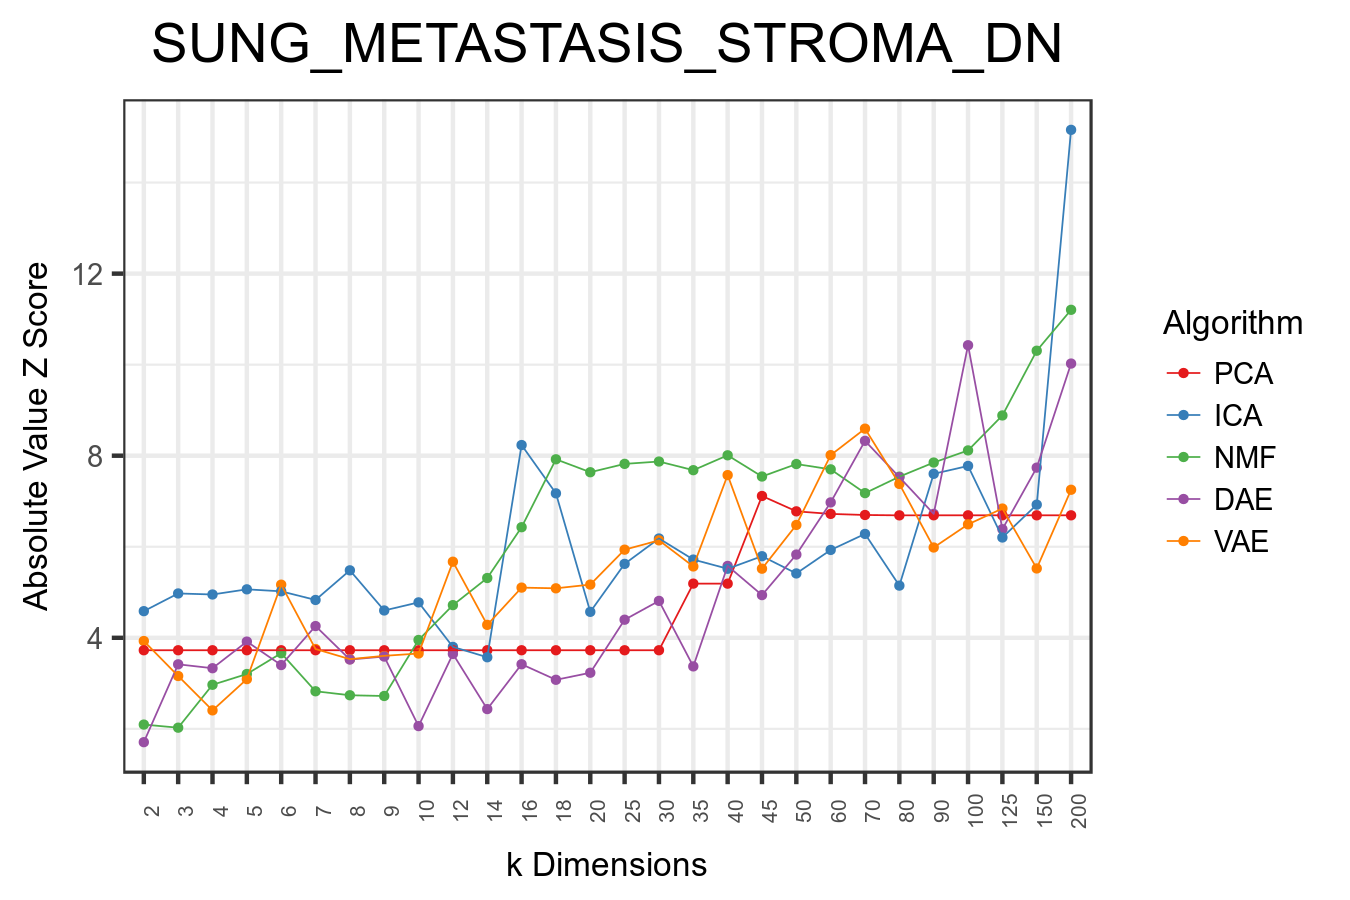 SUNG_METASTASIS_STROMA_DN
Absolute Value Z Score
12
8
4
2 3 4 5 6 7 8 9 10 12 14 16 18 20 25 30 35 40 45 50 60 70 80 90 100 125 150 200
k Dimensions
Algorithm
PCA
ICA
NMF
DAE
VAE